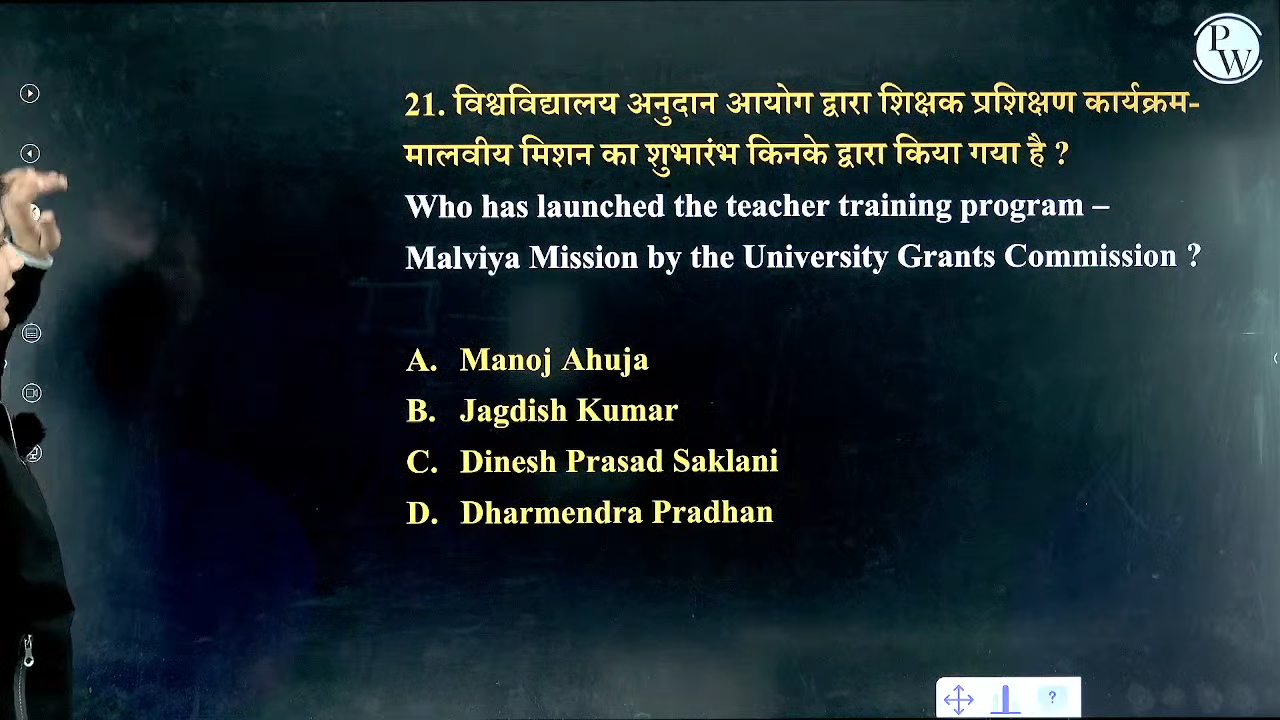 PW
21. विश्वविद्यालय अनुदान आयोग द्वारा शिक्षक प्रशिक्षण कार्यक्रम-
मालवीय मिशन का शुभारंभ किनके द्वारा किया गया है ?
Who has launched the teacher training program –
Malviya Mission by the University Grants Commission ?
A. Manoj Ahuja
B. Jagdish Kumar
C. Dinesh Prasad Saklani
D. Dharmendra Pradhan
?